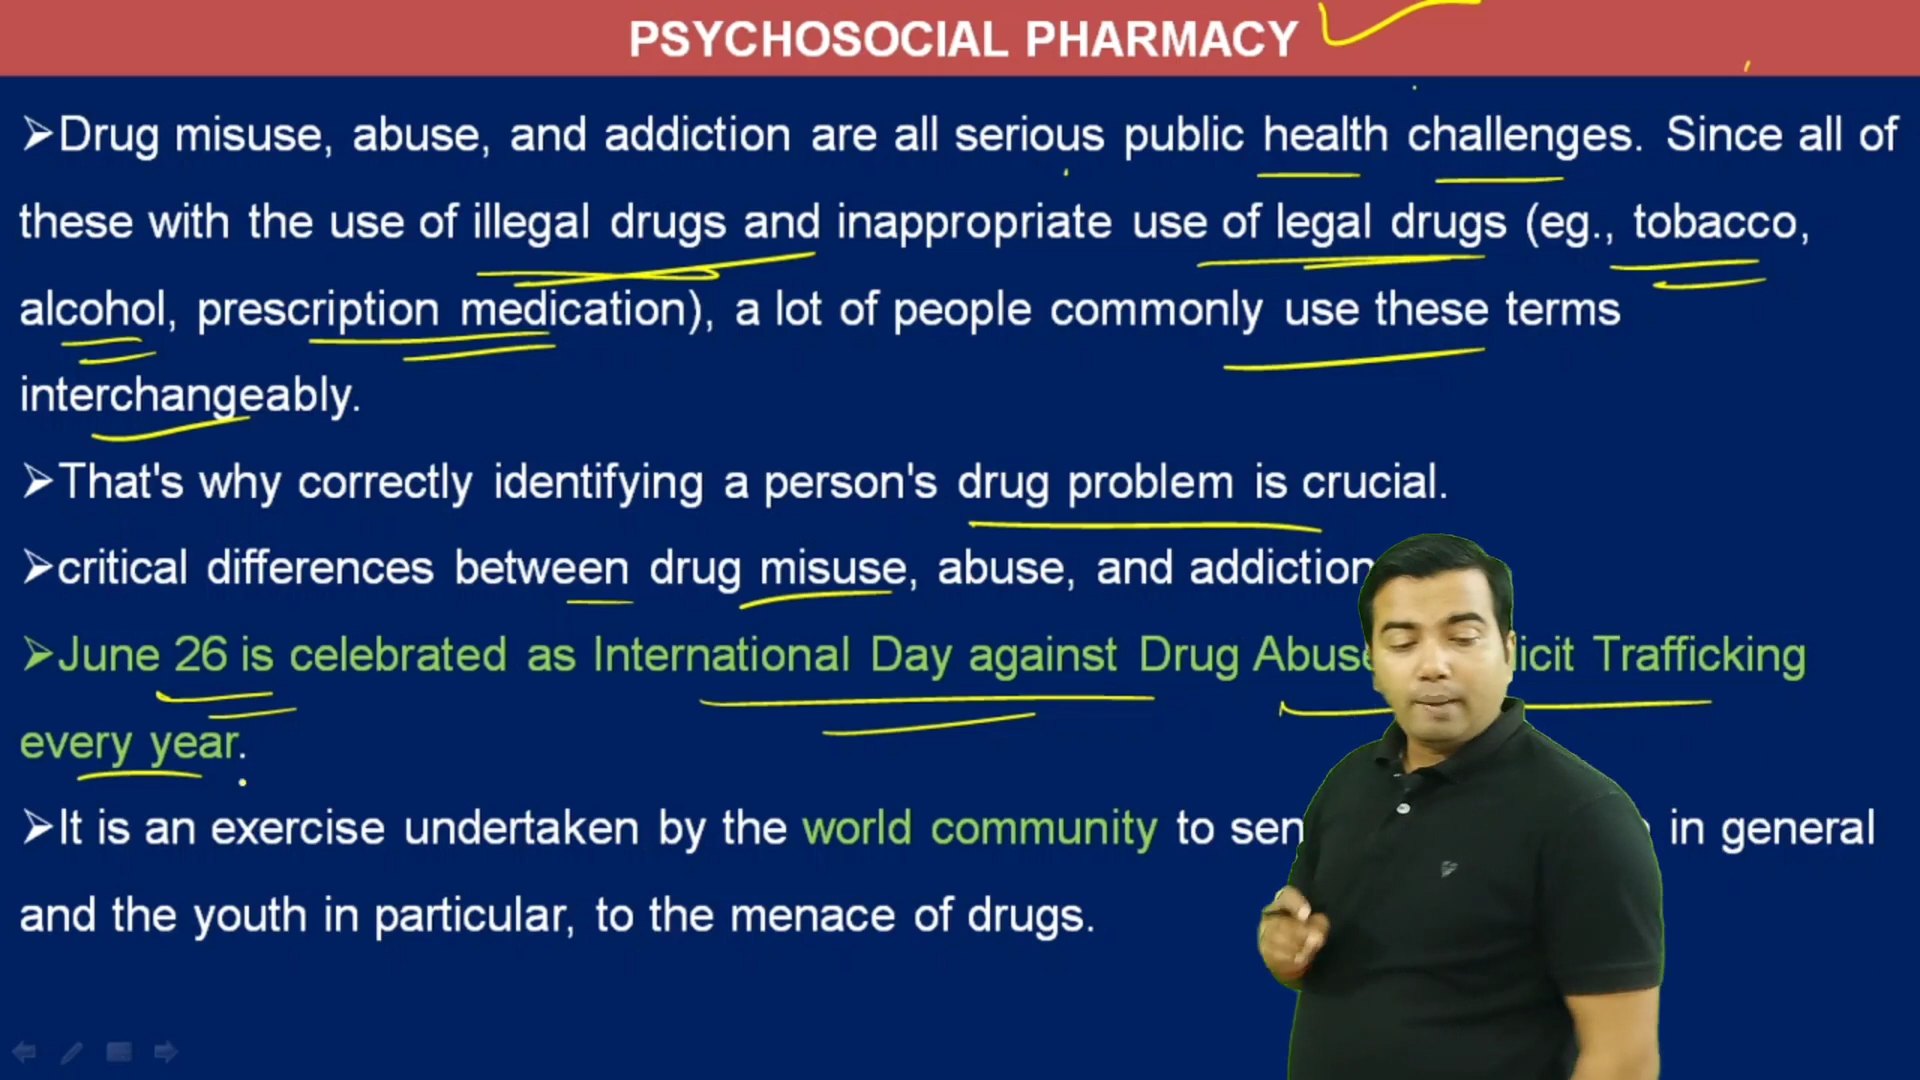 PSYCHOSOCIAL PHARMACY
➢Drug misuse, abuse, and addiction are all serious public health challenges. Since all of
these with the use of illegal drugs and inappropriate use of legal drugs (eg., tobacco,
alcohol, prescription medication), a lot of people commonly use these terms
interchangeably.
➢That's why correctly identifying a person's drug problem is crucial.
➢critical differences between drug misuse, abuse, and addiction
➢June 26 is celebrated as International Day against Drug Abuse Trafficking
every year.
➢It is an exercise undertaken by the world community to in general
and the youth in particular, to the menace of drugs.